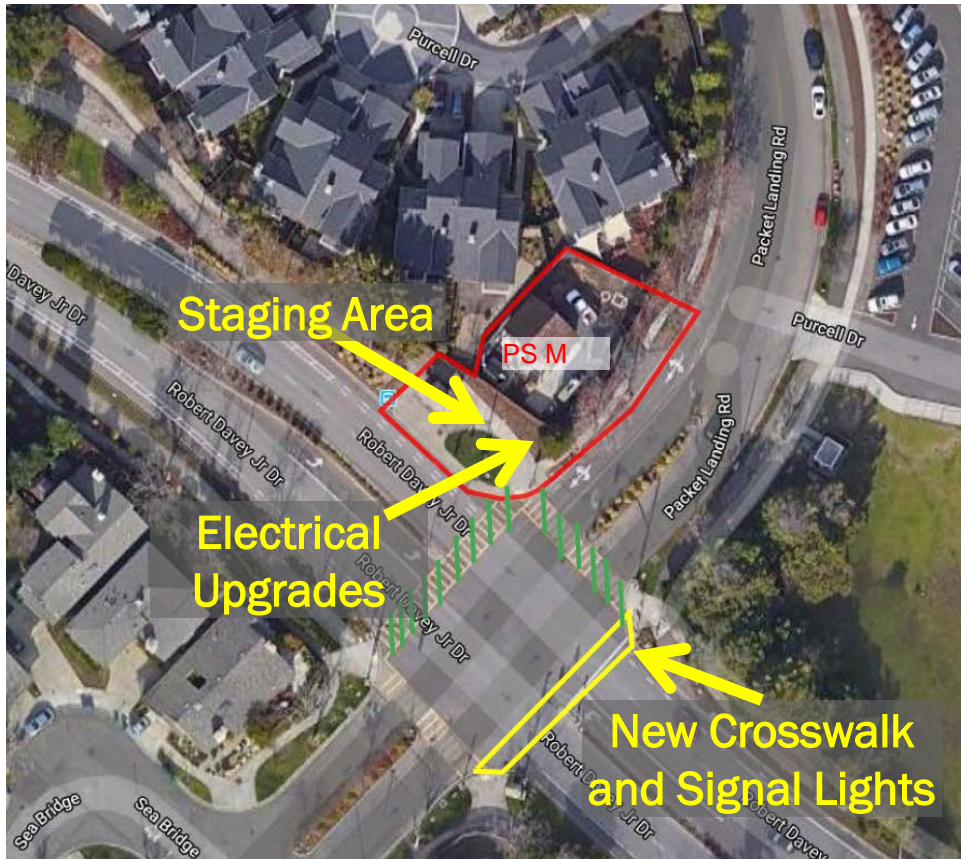 Purcell Dr
Packet Landing Rd
Staging Area
Purcell Dr
Davey Jr Dr
PS M
Robert Davey Jr Dr
Robert Davey Jr Dr
Packet Landing Rd
Electrical
Upgrades
Robert Davey Jr Dr
New Crosswalk
and Signal Lights
Robert Davey Jr Dr
Robert Davey
Sea Bridge
Sea Bridge